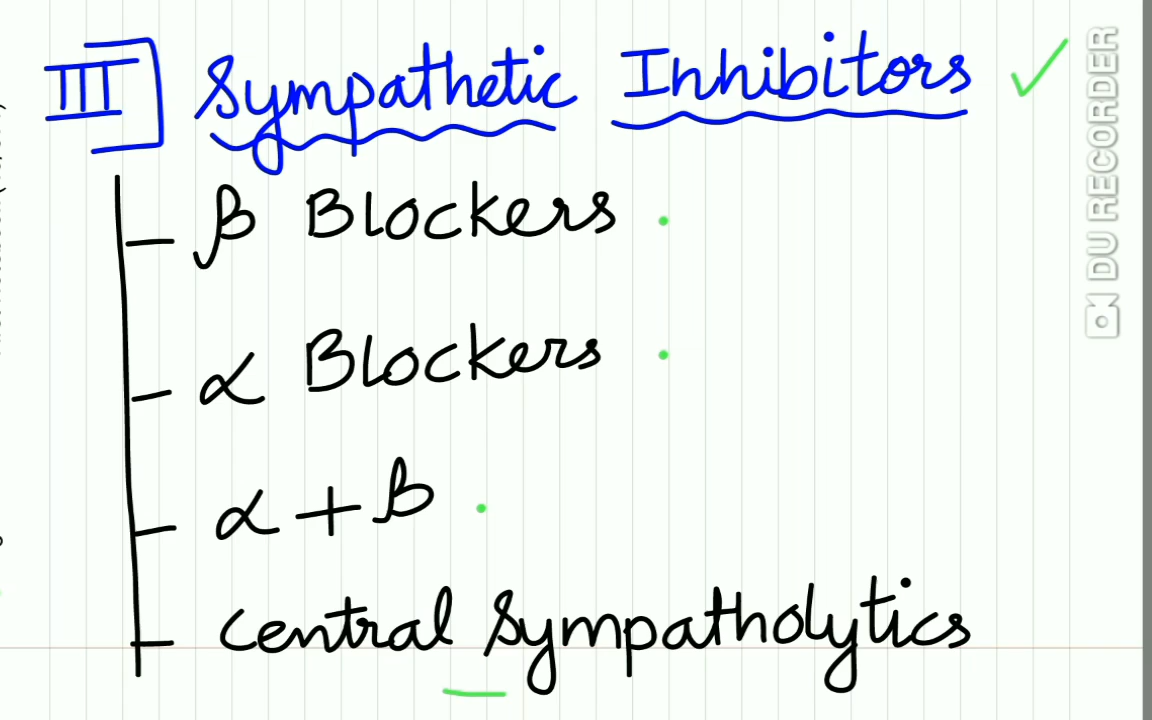 III] Sympathetic Inhibitors ✓
β Blockers
α Blockers
α + β
Central Sympatholytics
DU RECORDER